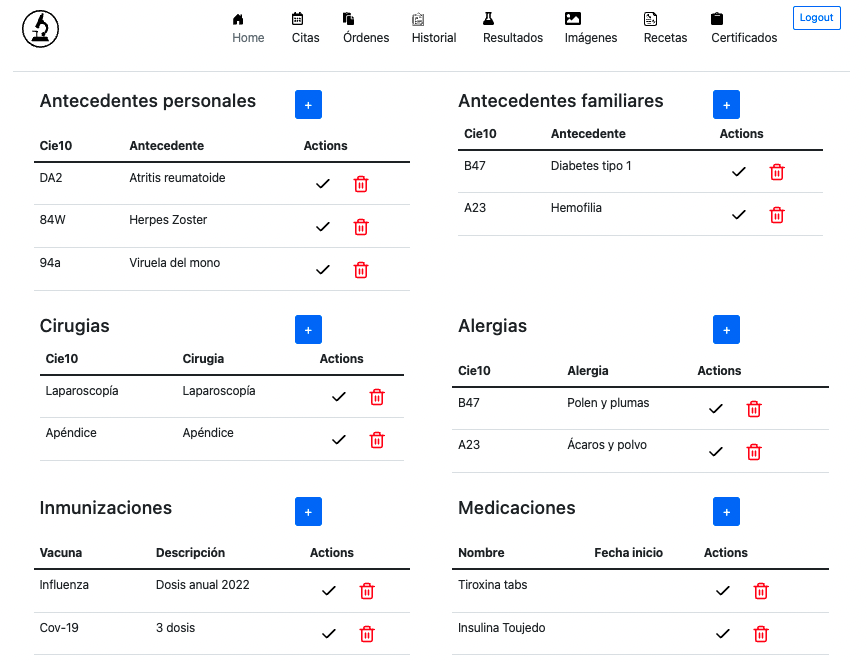 Home Citas Órdenes Historial Resultados Imágenes Recetas Certificados Logout
Antecedentes personales +
Cie10 Antecedente Actions
DA2 Atritis reumatoide
84W Herpes Zoster
94a Viruela del mono
Antecedentes familiares +
Cie10 Antecedente Actions
B47 Diabetes tipo 1
A23 Hemofilia
Cirugias +
Cie10 Cirugia Actions
Laparoscopía Laparoscopía
Apéndice Apéndice
Alergias +
Cie10 Alergia Actions
B47 Polen y plumas
A23 Ácaros y polvo
Inmunizaciones +
Vacuna Descripción Actions
Influenza Dosis anual 2022
Cov-19 3 dosis
Medicaciones +
Nombre Fecha inicio Actions
Tiroxina tabs
Insulina Toujedo